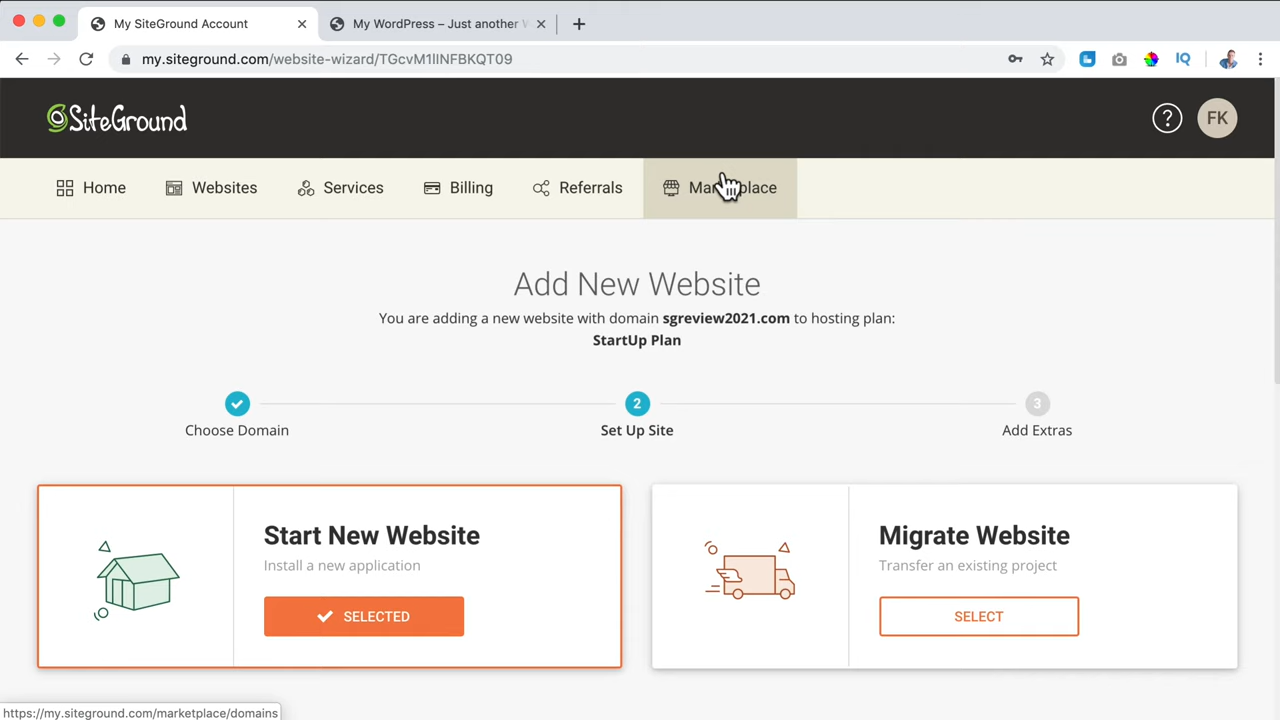 My SiteGround Account
My WordPress – Just another
my.siteground.com/website-wizard/TGcvM1lINFBKQT09
SiteGround
?
FK
Home
Websites
Services
Billing
Referrals
Marketplace
Add New Website
You are adding a new website with domain sgreview2021.com to hosting plan:
StartUp Plan
2
3
Choose Domain
Set Up Site
Add Extras
Start New Website
Install a new application
SELECTED
Migrate Website
Transfer an existing project
SELECT
https://my.siteground.com/marketplace/domains